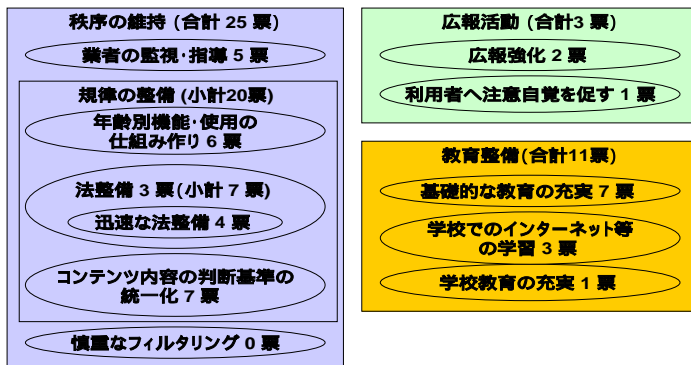 秩序の維持 (合計 25 票)
業者の監視・指導 5 票
規律の整備 (小計20票)
年齢別機能・使用の
仕組み作り 6 票
法整備 3 票(小計 7 票)
迅速な法整備 4 票
コンテンツ内容の判断基準の
統一化 7 票
慎重なフィルタリング 0 票
広報活動 (合計3 票)
広報強化 2 票
利用者へ注意自覚を促す 1 票
教育整備(合計11票)
基礎的な教育の充実 7 票
学校でのインターネット等
の学習 3 票
学校教育の充実 1 票